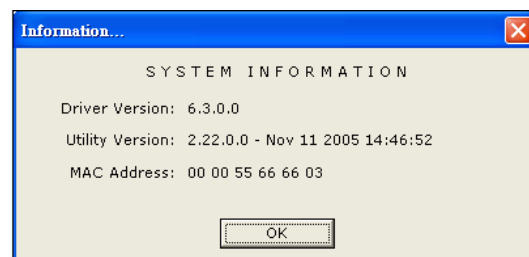 Information...
SYSTEM INFORMATION
Driver Version: 6.3.0.0
Utility Version: 2.22.0.0 - Nov 11 2005 14:46:52
MAC Address: 00 00 55 66 66 03
OK